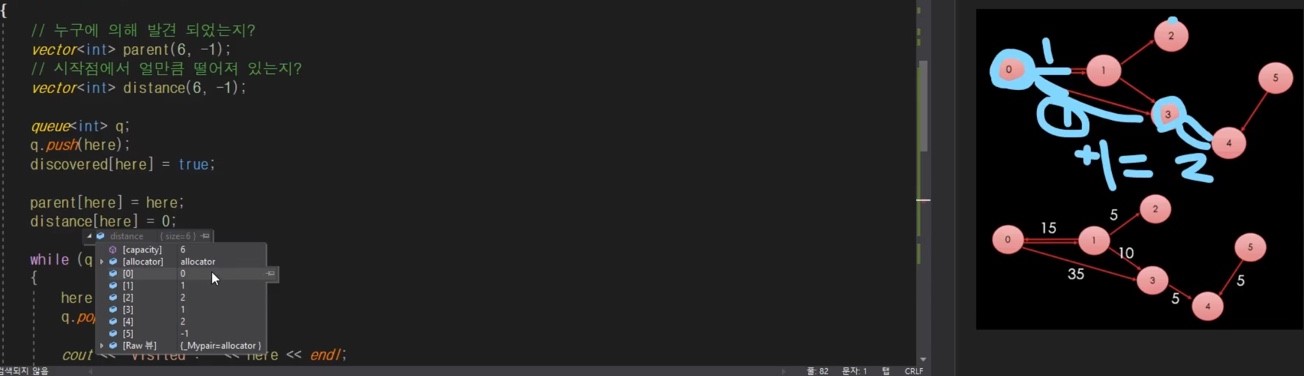 {
// 누구에 의해 발견 되었는지?
vector<int> parent(6, -1);
// 시작점에서 얼만큼 떨어져 있는지?
vector<int> distance(6, -1);
queue<int> q;
q.push(here);
discovered[here] = true;
parent[here] = here;
distance[here] = 0;
distance { size=6 }
[capacity] 6
while (q
[allocator] allocator
{
[0] 0
[1] 1
here
[2] 2
[3] 1
q.po
[4] 2
[5] -1
[Raw 뷰] {_Mypair=allocator }
cout << "Visited : " << here << endl;
검색되지 않음
줄: 82 문자: 1 탭 CRLF
0 1 2 3 4 5
1
1
+1 = 2
0 1 2 3 4 5
15 5 10 35 5 5